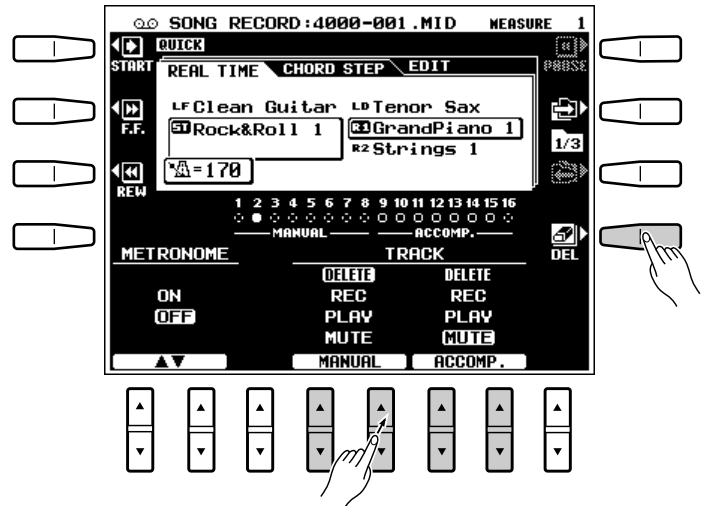 SONG RECORD:4000-001.MID MEASURE 1
QUICK
START PAUSE
REAL TIME CHORD STEP EDIT
LF Clean Guitar LD Tenor Sax
F.F. ST Rock&Roll 1 R1 GrandPiano 1
1/3
R2 Strings 1
REW =170
1 2 3 4 5 6 7 8 9 10 11 12 13 14 15 16
MANUAL ACCOMP.
METRONOME TRACK DEL
DELETE DELETE
ON REC REC
OFF PLAY PLAY
MUTE MUTE
▲▼ MANUAL ACCOMP.